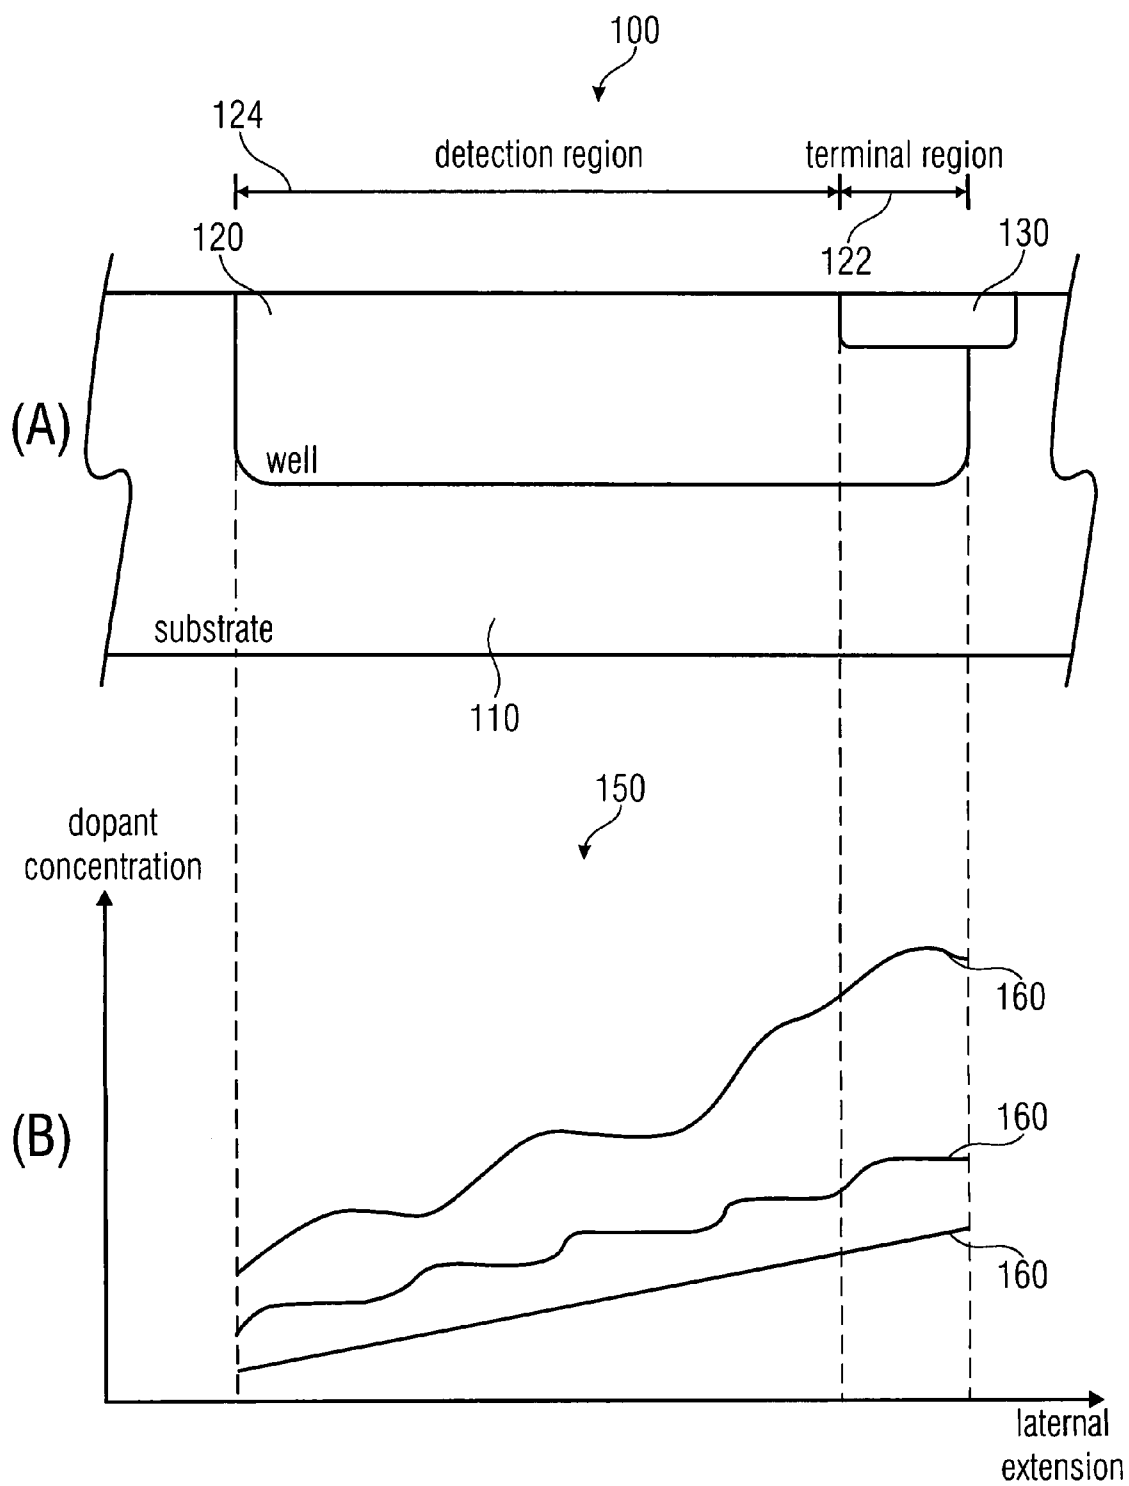 100
124
detection region
terminal region
120
122
130
(A)
well
substrate
110
150
dopant
concentration
160
(B)
160
160
laternal
extension